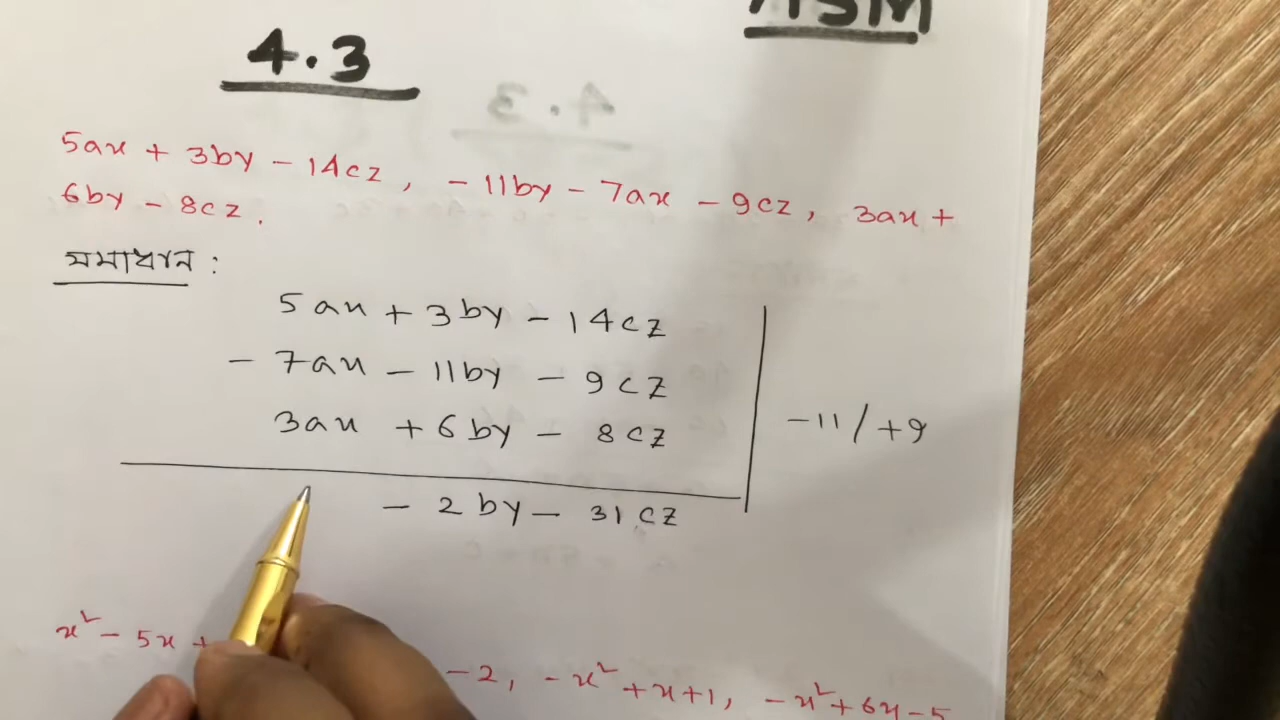 ASM
4.3
5ax + 3by - 14cz, - 11by - 7ax - 9cz, 3ax +
6by - 8cz.
সমাধান :
5ax + 3by - 14cz
- 7ax - 11by - 9cz
3ax + 6by - 8cz
-11/+9
- 2by - 31cz
x² - 5x + - 2, - x² + x + 1, - x² + 6x - 5